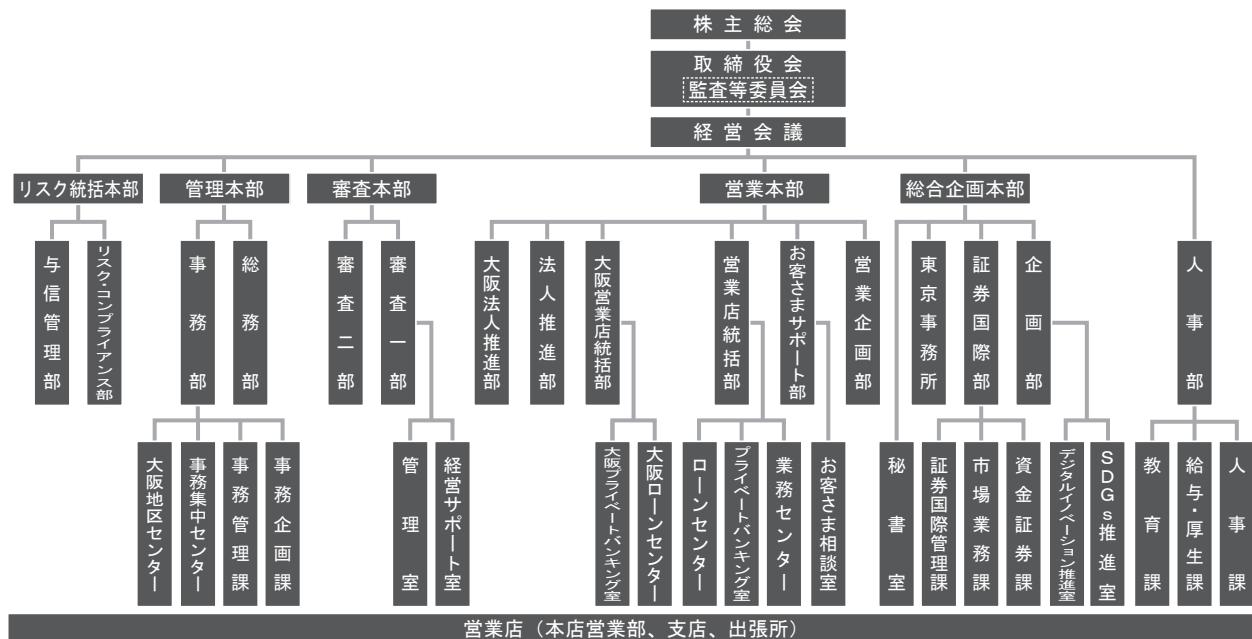 株主総会
取締役会
監査等委員会
経営会議
リスク統括本部
管理本部
審査本部
営業本部
総合企画本部
与信管理部
リスク・コンプライアンス部
事務部
総務部
審査二部
審査一部
大阪法人推進部
法人推進部
大阪営業店統括部
営業店統括部
お客さまサポート部
営業企画部
東京事務所
証券国際部
企画部
人事部
大阪地区センター
事務集中センター
事務管理課
事務企画課
管理室
経営サポート室
大阪プライベートバンキング室
大阪ローンセンター
ローンセンター
プライベートバンキング室
業務センター
お客さま相談室
秘書室
証券国際管理課
市場業務課
資金証券課
デジタルイノベーション推進室
SDGs推進室
教育課
給与・厚生課
人事課
営業店（本店営業部、支店、出張所）